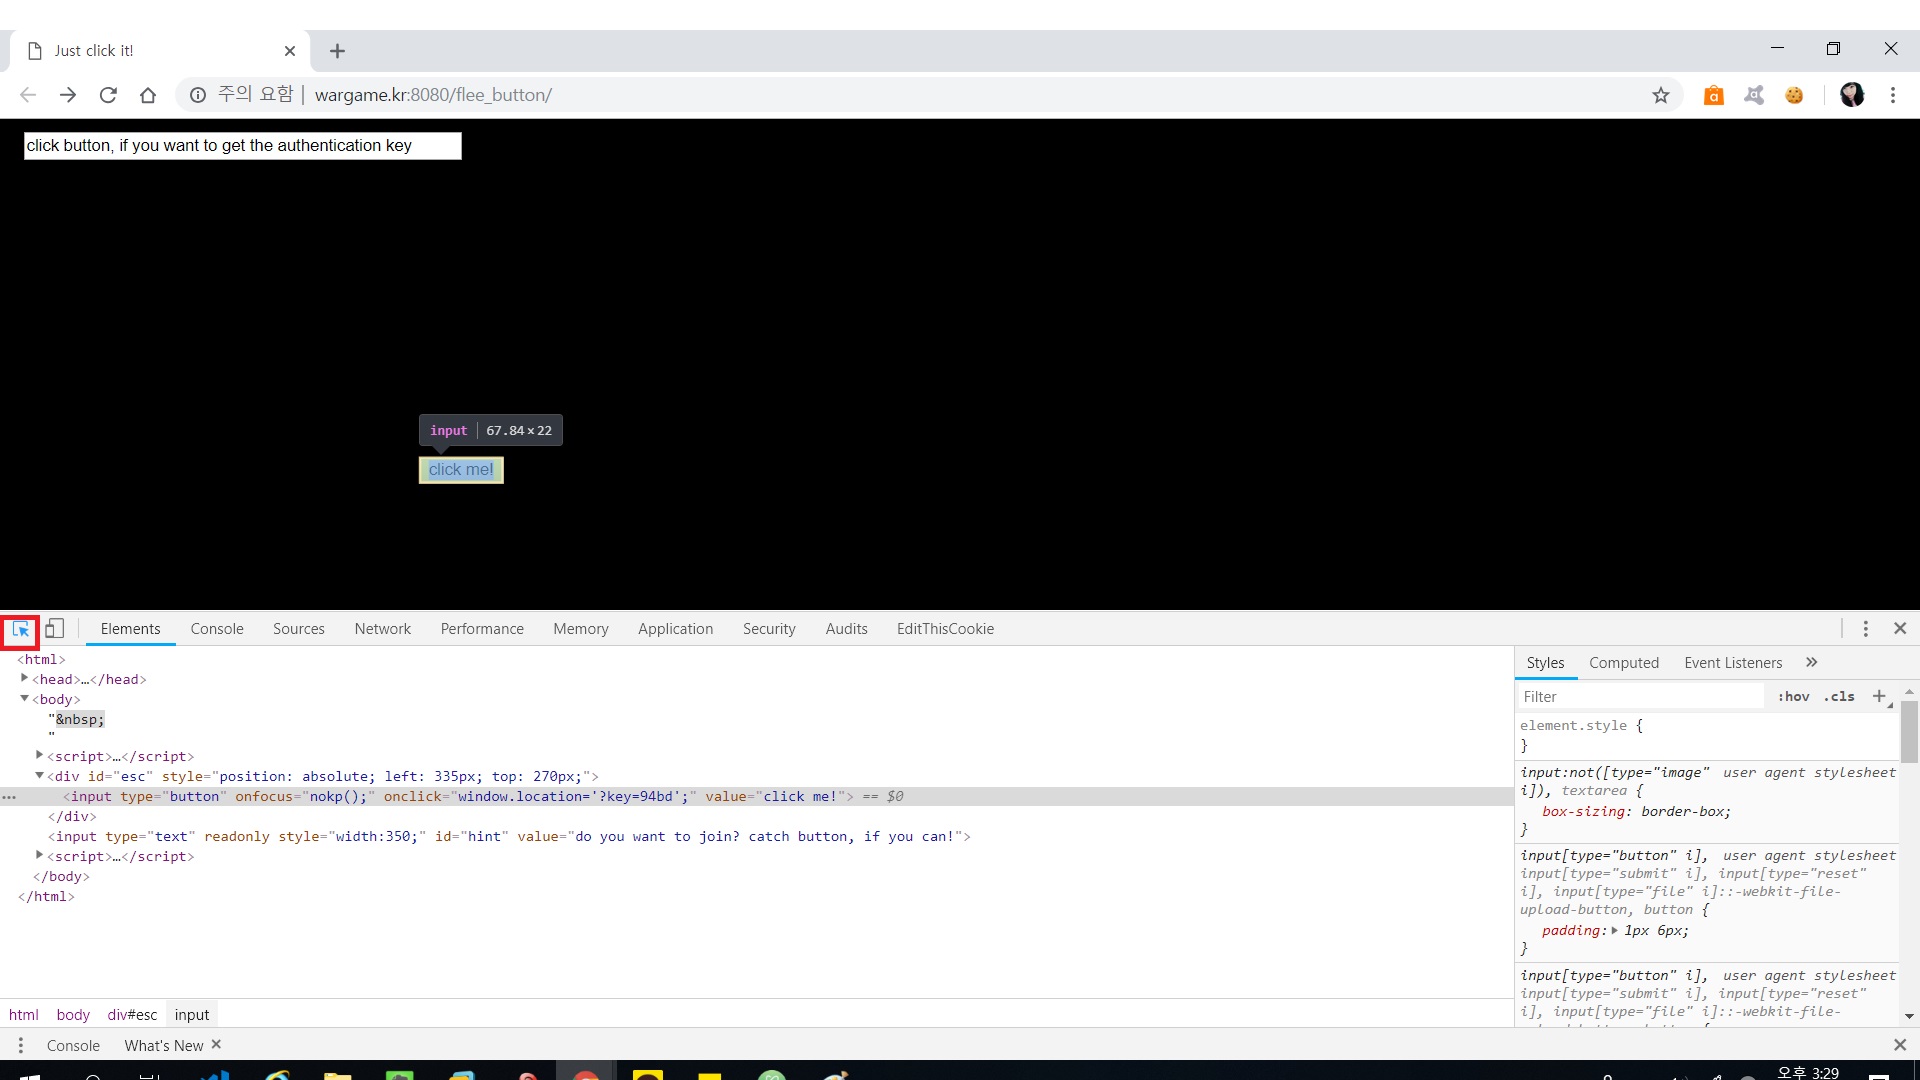 Just click it!
주의 요함 | wargame.kr:8080/flee_button/
click button, if you want to get the authentication key
input | 67.84 × 22
click me!
Elements Console Sources Network Performance Memory Application Security Audits EditThisCookie
<html>
<head>…</head>
<body>
"&nbsp;
"
<script>…</script>
<div id="esc" style="position: absolute; left: 335px; top: 270px;">
<input type="button" onfocus="nokp();" onclick="window.location='?key=94bd';" value="click me!"> == $0
</div>
<input type="text" readonly style="width:350;" id="hint" value="do you want to join? catch button, if you can!">
<script>…</script>
</body>
</html>
html body div#esc input
Styles Computed Event Listeners »
Filter :hov .cls +
element.style {
}
input:not([type="image" user agent stylesheet
i]), textarea {
box-sizing: border-box;
}
input[type="button" i], user agent stylesheet
input[type="submit" i], input[type="reset"
i], input[type="file" i]::-webkit-file-
upload-button, button {
padding: 1px 6px;
}
input[type="button" i], user agent stylesheet
input[type="submit" i], input[type="reset"
i], input[type="file" i]::-webkit-file-
Console What's New
오후 3:29